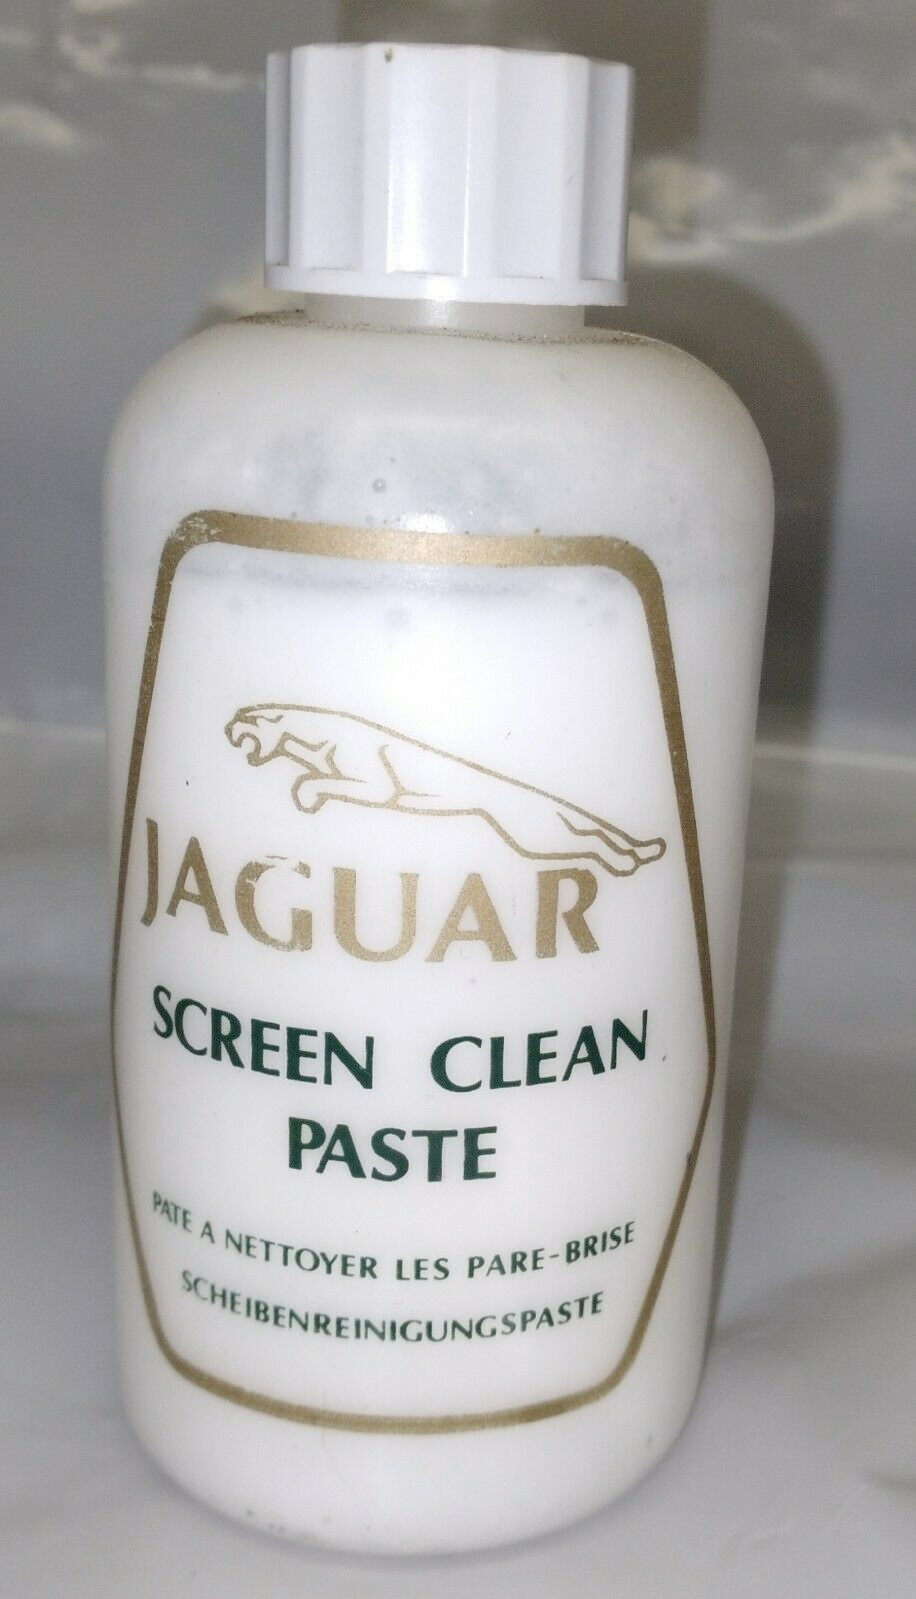 JAGUAR
SCREEN CLEAN
PASTE
PATE A NETTOYER LES PARE-BRISE
SCHEIBENREINIGUNGSPASTE